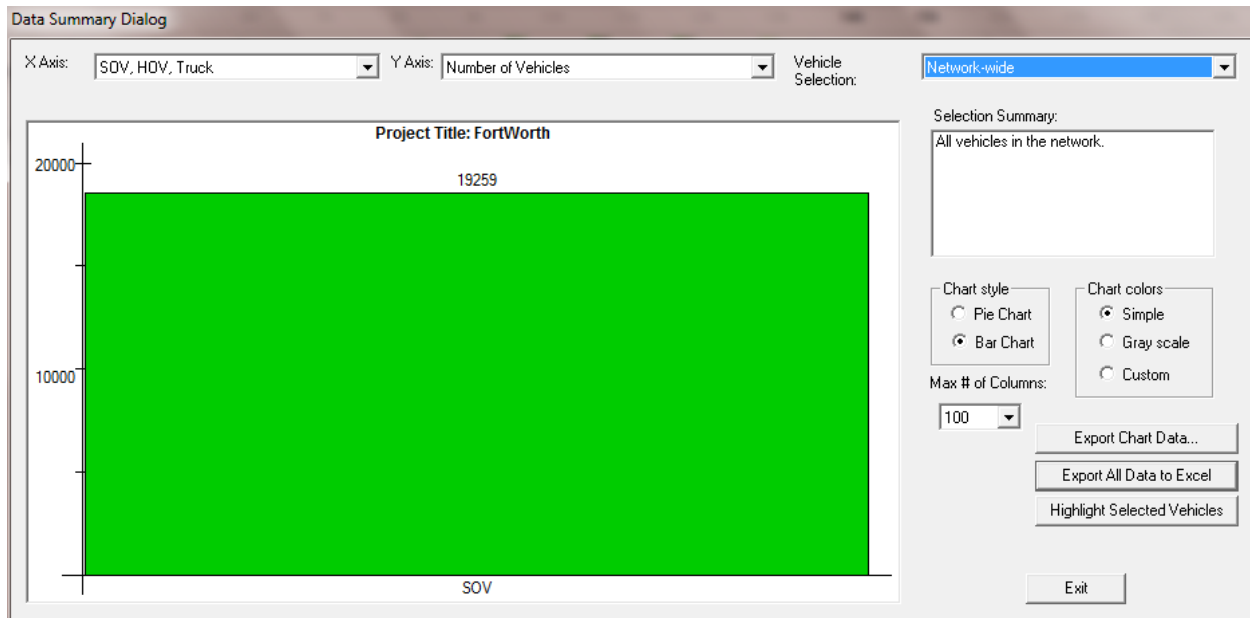 Data Summary Dialog
X Axis: SOV, HOV, Truck Y Axis: Number of Vehicles Vehicle Selection: Network-wide
Project Title: FortWorth
20000
19259
10000
SOV
Selection Summary:
All vehicles in the network.
Chart style
Pie Chart
Bar Chart
Chart colors
Simple
Gray scale
Custom
Max # of Columns:
100
Export Chart Data...
Export All Data to Excel
Highlight Selected Vehicles
Exit